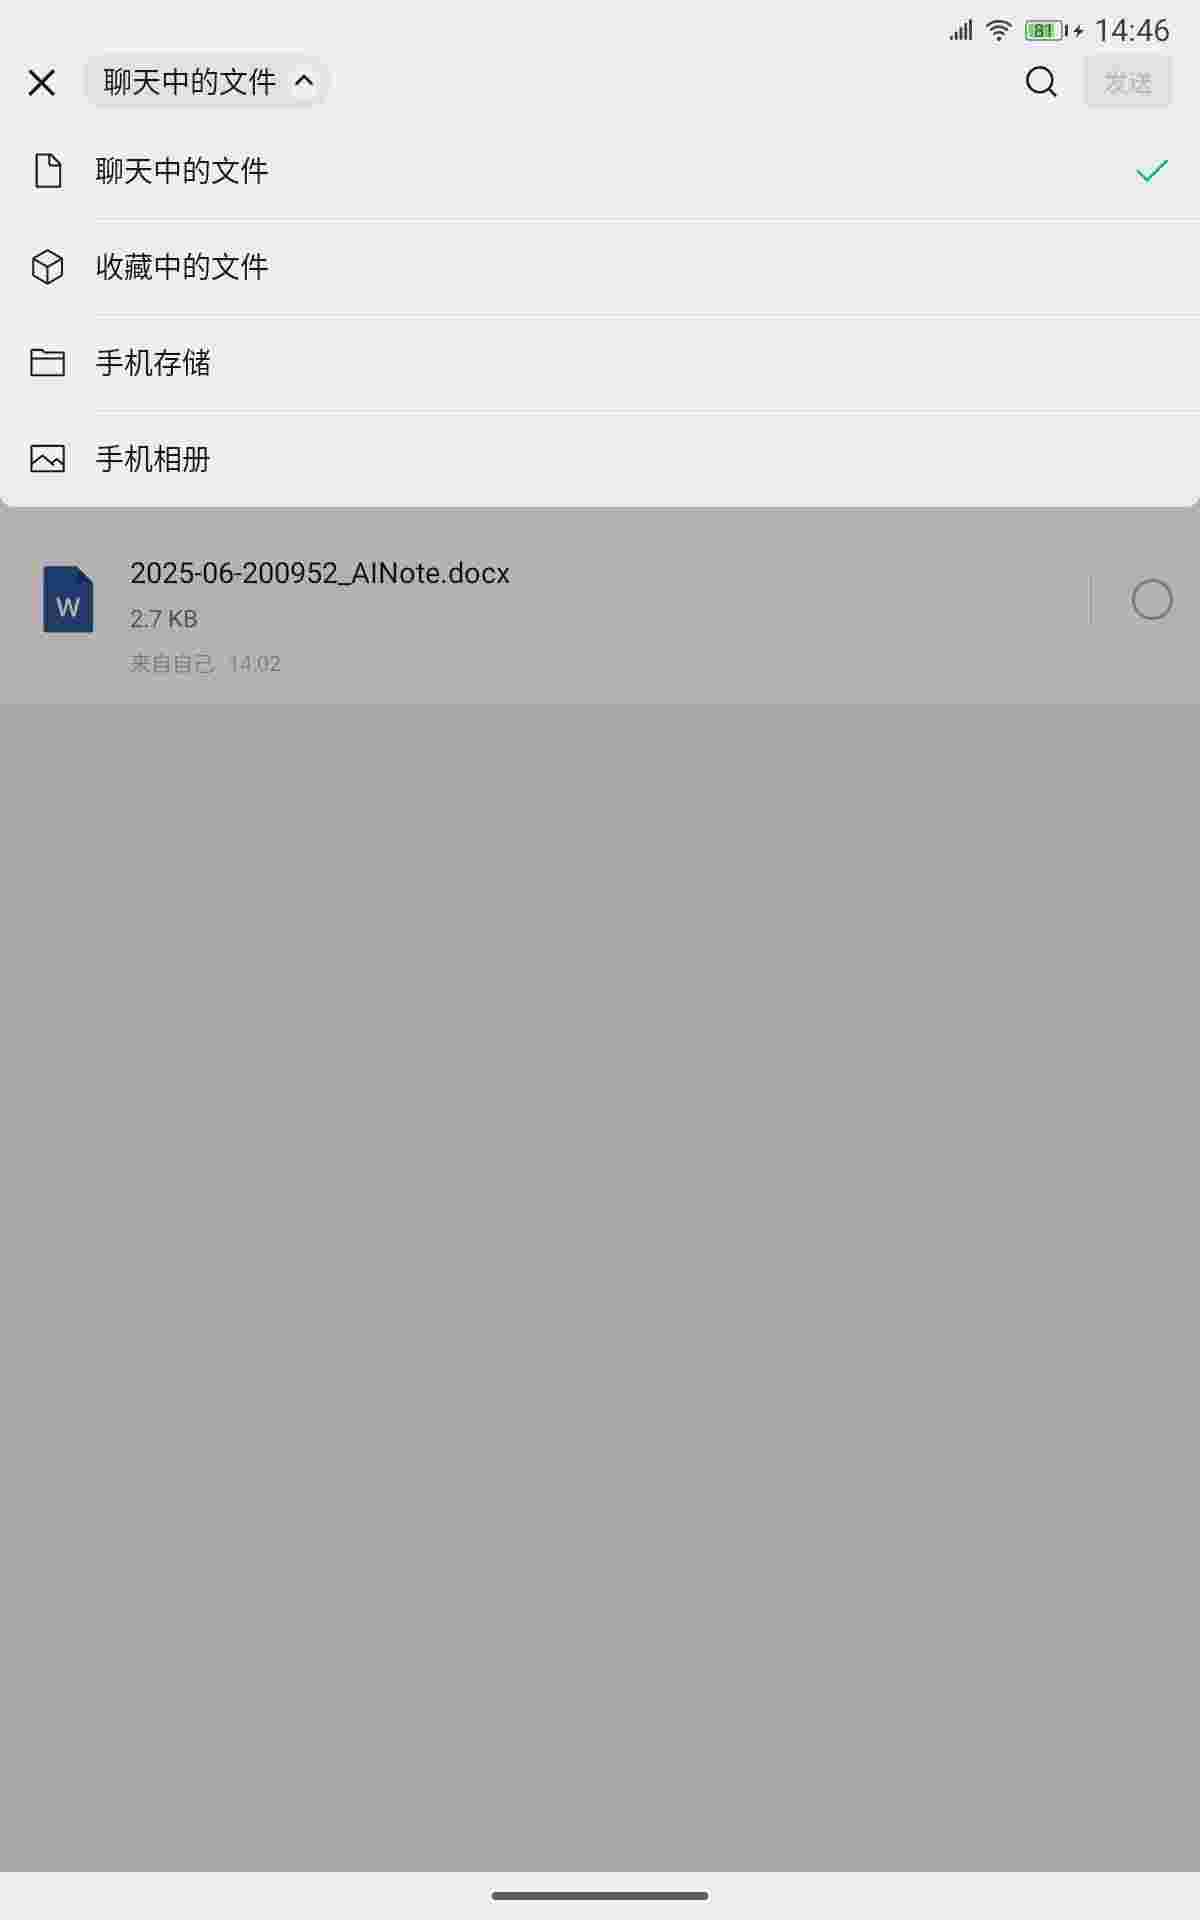 81 14:46
聊天中的文件 发送
聊天中的文件
收藏中的文件
手机存储
手机相册
2025-06-200952_AINote.docx
W
2.7 KB
来自自己 14:02